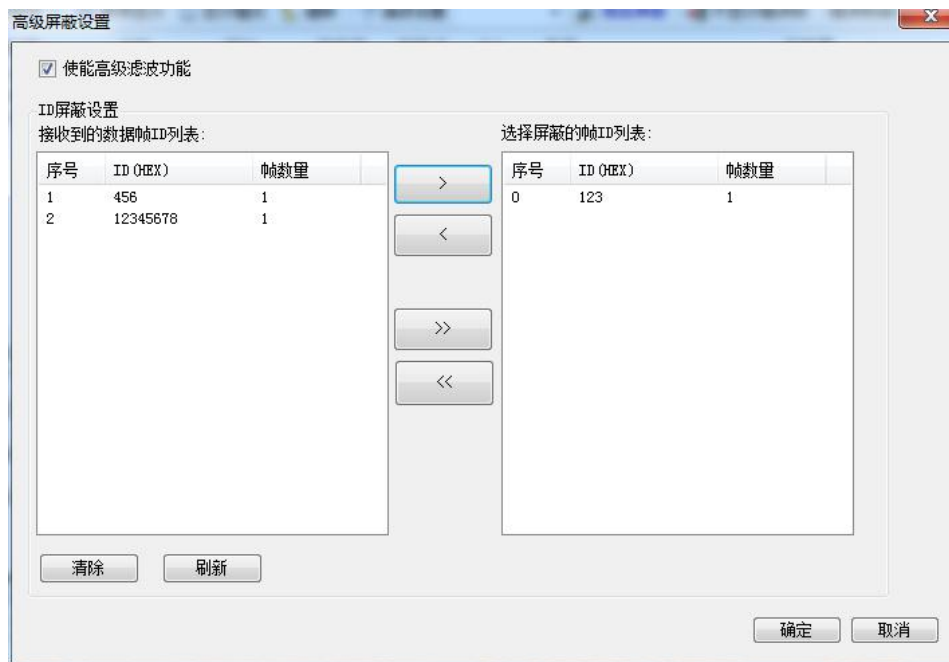 高级屏蔽设置
使能高级滤波功能
ID屏蔽设置
接收到的数据帧ID列表:
序号 ID(HEX) 帧数量
1 456 1
2 12345678 1
>
<
>>
<<
选择屏蔽的帧ID列表:
序号 ID(HEX) 帧数量
0 123 1
清除 刷新
确定 取消